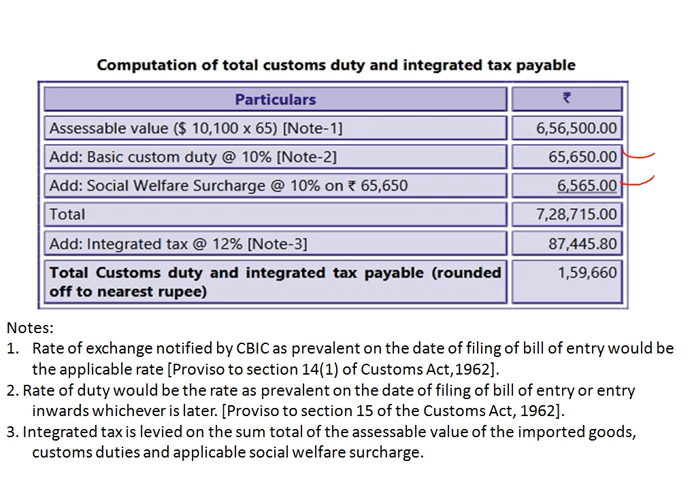 Computation of total customs duty and integrated tax payable
Particulars ₹
Assessable value ($ 10,100 x 65) [Note-1] 6,56,500.00
Add: Basic custom duty @ 10% [Note-2] 65,650.00
Add: Social Welfare Surcharge @ 10% on ₹ 65,650 6,565.00
Total 7,28,715.00
Add: Integrated tax @ 12% [Note-3] 87,445.80
Total Customs duty and integrated tax payable (rounded 1,59,660
off to nearest rupee)
Notes:
1. Rate of exchange notified by CBIC as prevalent on the date of filing of bill of entry would be
the applicable rate [Proviso to section 14(1) of Customs Act,1962].
2. Rate of duty would be the rate as prevalent on the date of filing of bill of entry or entry
inwards whichever is later. [Proviso to section 15 of the Customs Act, 1962].
3. Integrated tax is levied on the sum total of the assessable value of the imported goods,
customs duties and applicable social welfare surcharge.